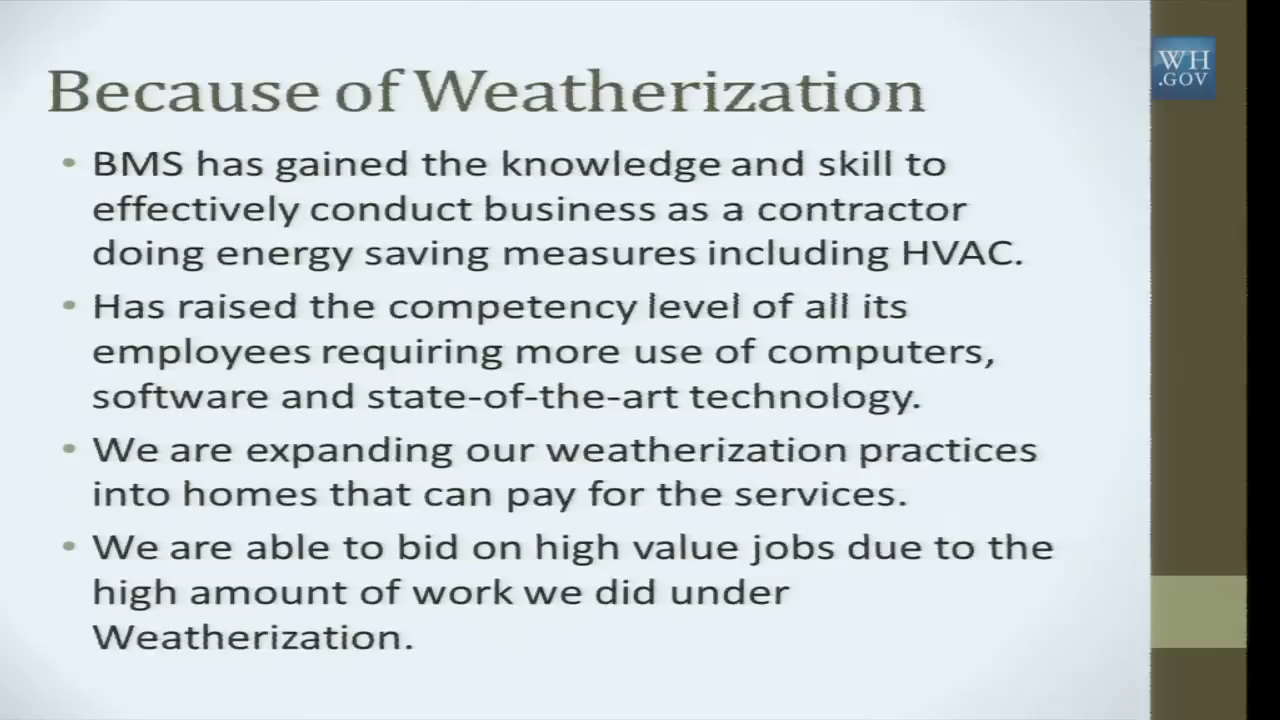 Because of Weatherization
WH
.GOV
• BMS has gained the knowledge and skill to
effectively conduct business as a contractor
doing energy saving measures including HVAC.
• Has raised the competency level of all its
employees requiring more use of computers,
software and state-of-the-art technology.
• We are expanding our weatherization practices
into homes that can pay for the services.
• We are able to bid on high value jobs due to the
high amount of work we did under
Weatherization.